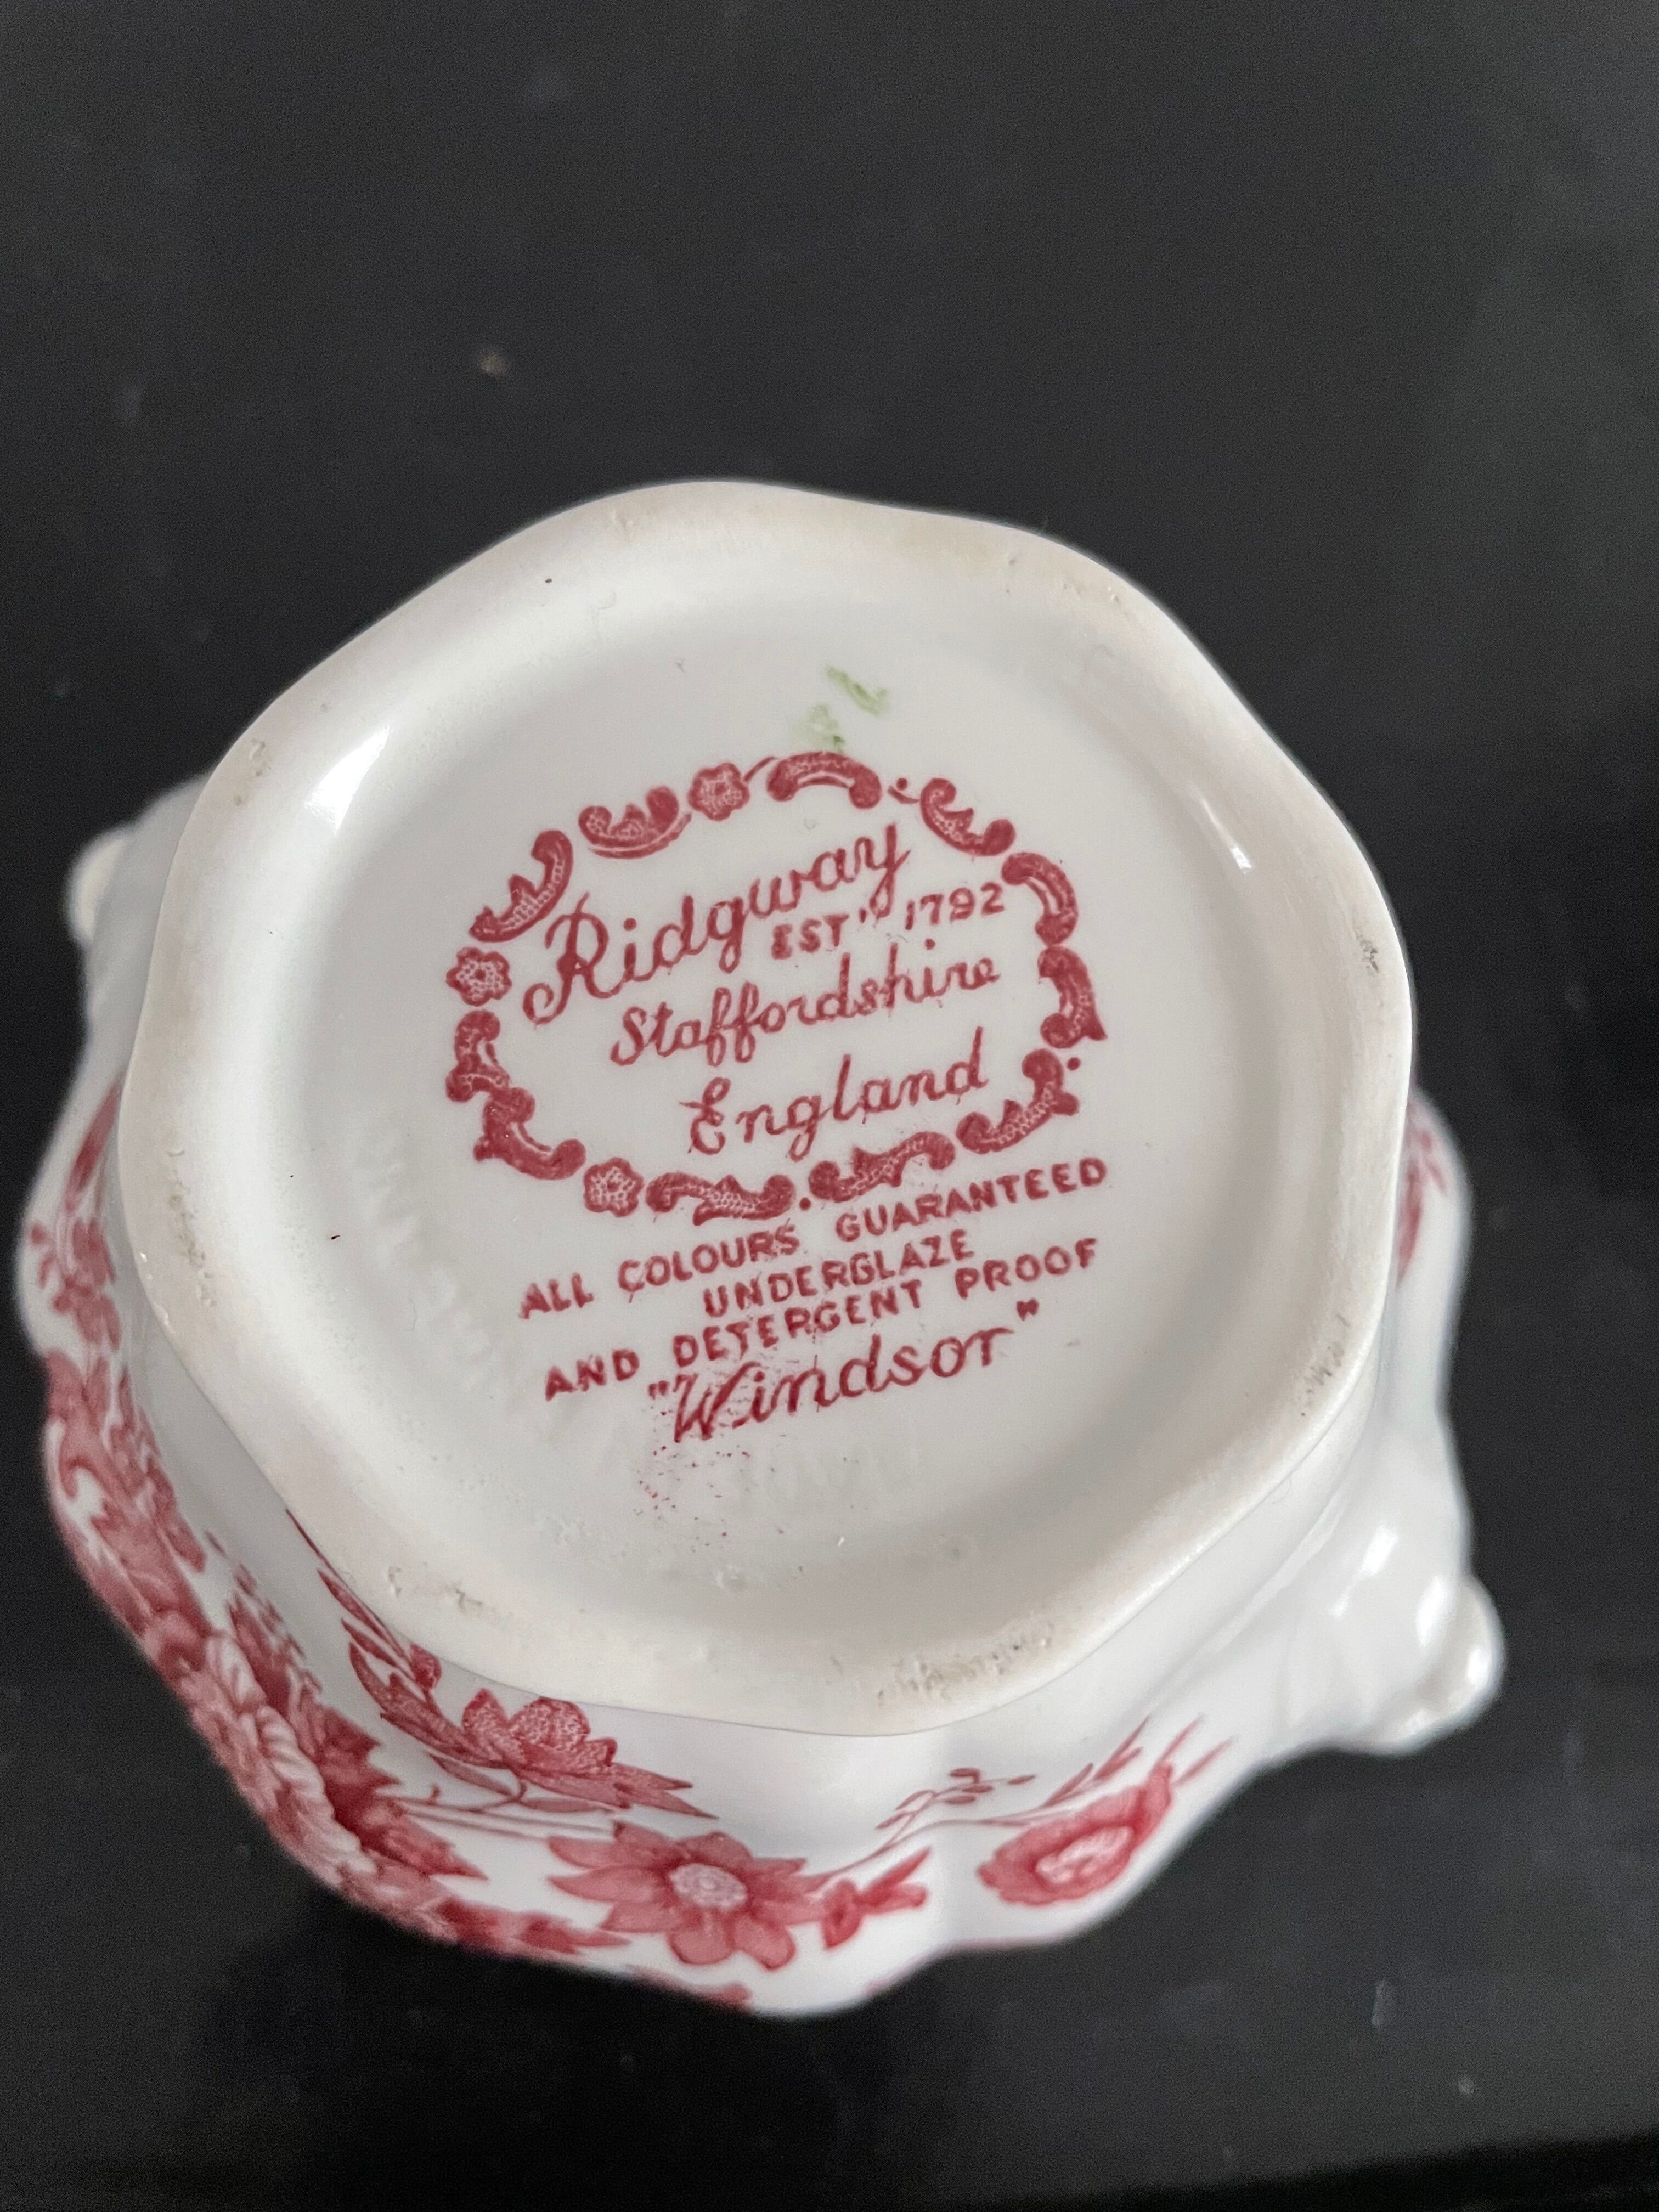 Ridgway
EST' 1792
Staffordshire
England
ALL COLOURS GUARANTEED
UNDERGLAZE
AND DETERGENT PROOF
"Windsor"